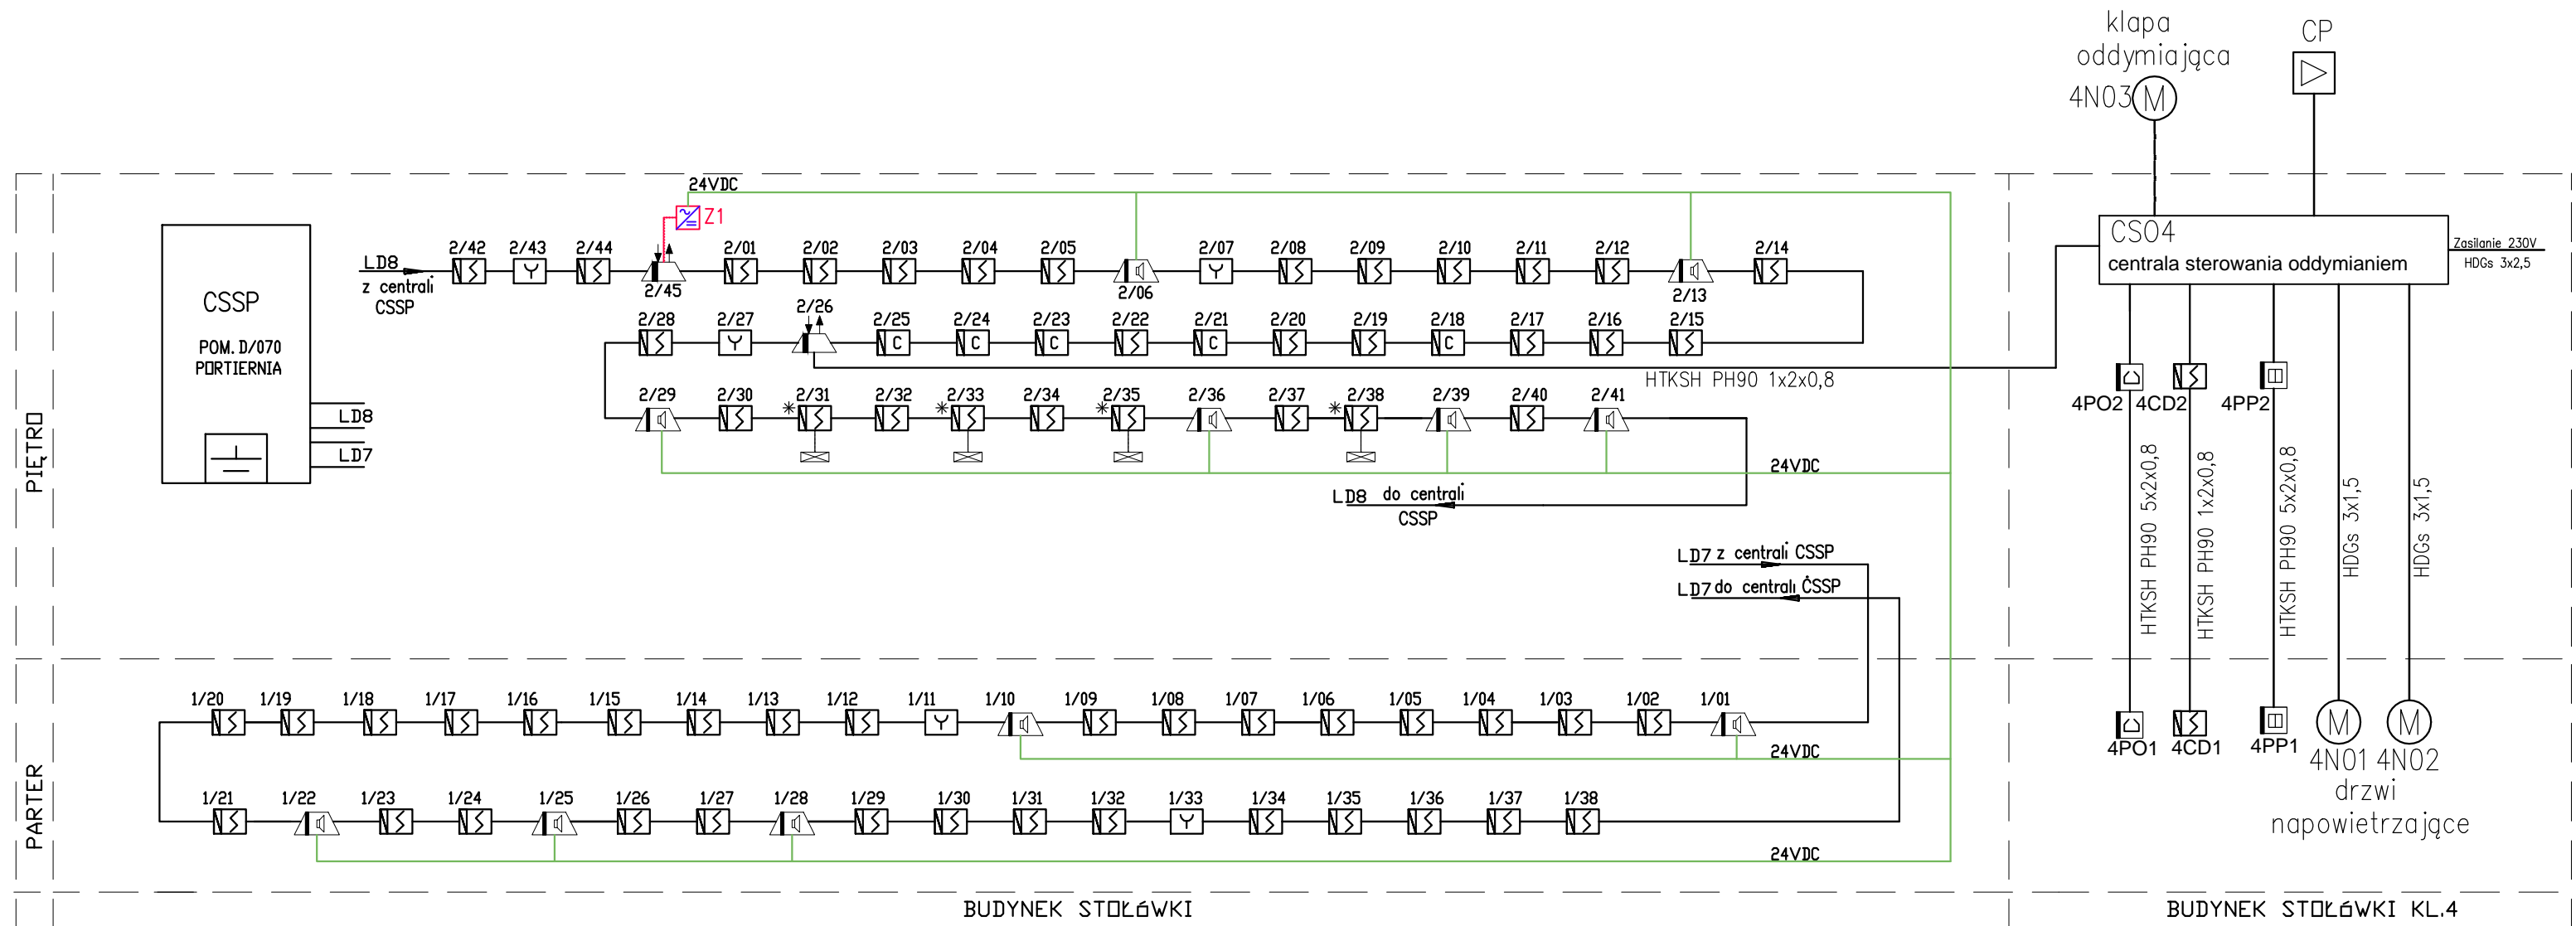 klapa
oddymiająca
4N03 M
CP
24VDC
Z1
CS04
centrala sterowania oddymianiem
Zasilanie 230V
HDGs 3x2,5
CSSP
POM. D/070
PORTIERNIA
LD8
LD7
LD8
z centrali
CSSP
2/42 2/43 2/44 2/45 2/01 2/02 2/03 2/04 2/05 2/06 2/07 2/08 2/09 2/10 2/11 2/12 2/13 2/14
2/28 2/27 2/26 2/25 2/24 2/23 2/22 2/21 2/20 2/19 2/18 2/17 2/16 2/15
C C C C C
HTKSH PH90 1x2x0,8
2/29 2/30 2/31 2/32 2/33 2/34 2/35 2/36 2/37 2/38 2/39 2/40 2/41
* * * *
24VDC
LD8 do centrali
CSSP
LD7 z centrali CSSP
LD7 do centrali CSSP
PIĘTRO
4PO2 4CD2 4PP2
HTKSH PH90 5x2x0,8
HTKSH PH90 1x2x0,8
HTKSH PH90 5x2x0,8
HDGs 3x1,5
HDGs 3x1,5
1/20 1/19 1/18 1/17 1/16 1/15 1/14 1/13 1/12 1/11 1/10 1/09 1/08 1/07 1/06 1/05 1/04 1/03 1/02 1/01
24VDC
1/21 1/22 1/23 1/24 1/25 1/26 1/27 1/28 1/29 1/30 1/31 1/32 1/33 1/34 1/35 1/36 1/37 1/38
24VDC
PARTER
M M
4PO1 4CD1 4PP1
4N01 4N02
drzwi
napowietrzające
BUDYNEK STOŁóWKI
BUDYNEK STOŁóWKI KL.4